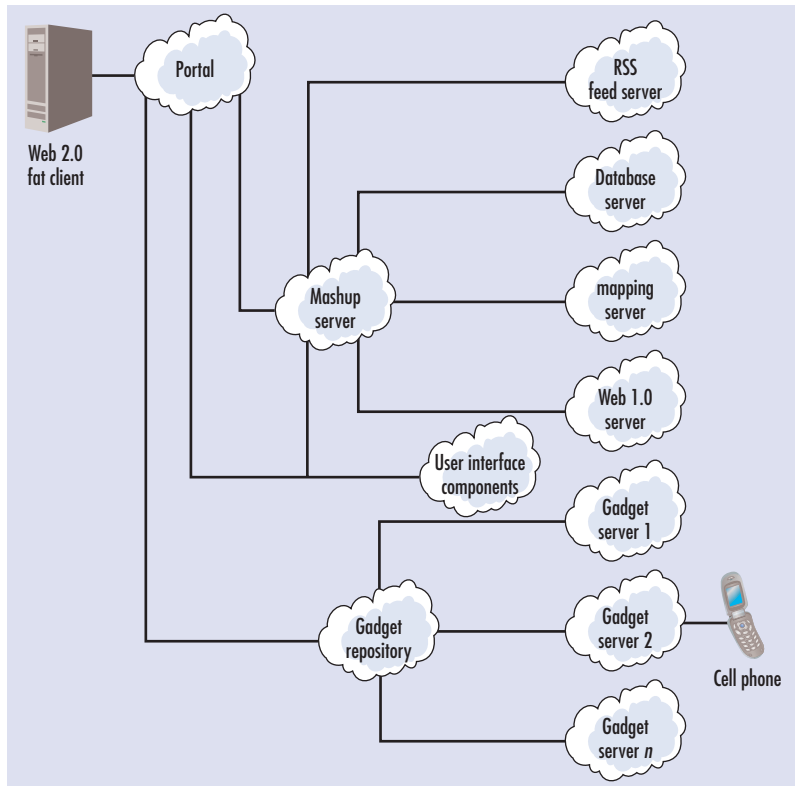 Portal
Web 2.0
fat client
RSS
feed server
Database
server
Mashup
server
mapping
server
Web 1.0
server
User interface
components
Gadget
server 1
Gadget
repository
Gadget
server 2
Cell phone
Gadget
server n